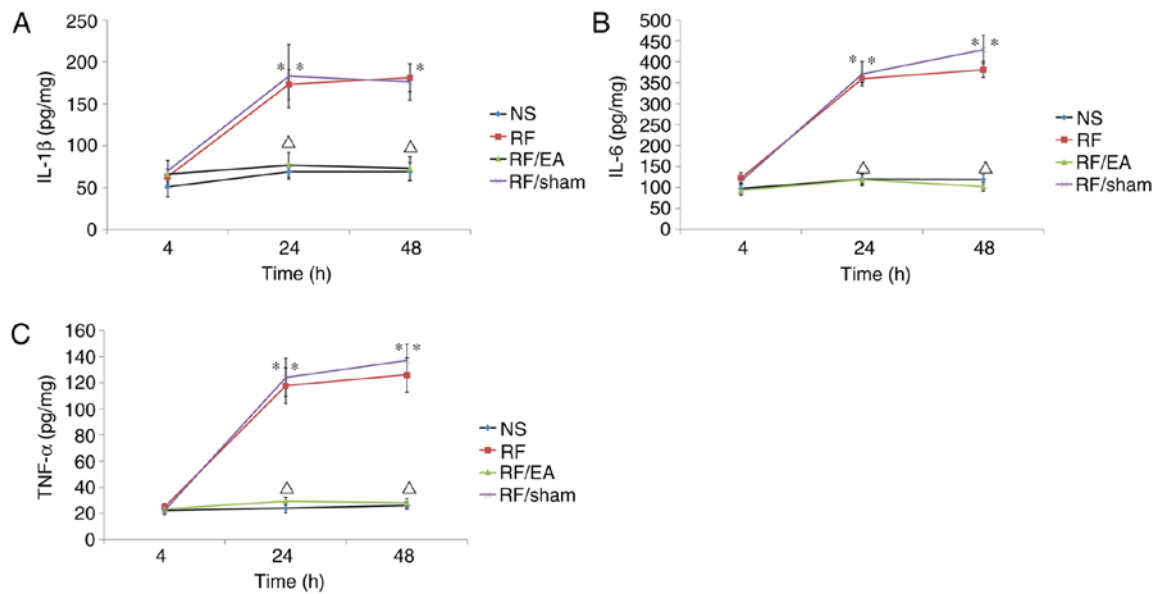 A
IL-1β (pg/mg)
250
200
150
100
50
0
* *
*
△
△
4 24 48
Time (h)
NS
RF
RF/EA
RF/sham
B
IL-6 (pg/mg)
500
450
400
350
300
250
200
150
100
50
0
* *
* *
△
△
4 24 48
Time (h)
NS
RF
RF/EA
RF/sham
C
TNF-α (pg/mg)
160
140
120
100
80
60
40
20
0
* *
* *
△
△
4 24 48
Time (h)
NS
RF
RF/EA
RF/sham